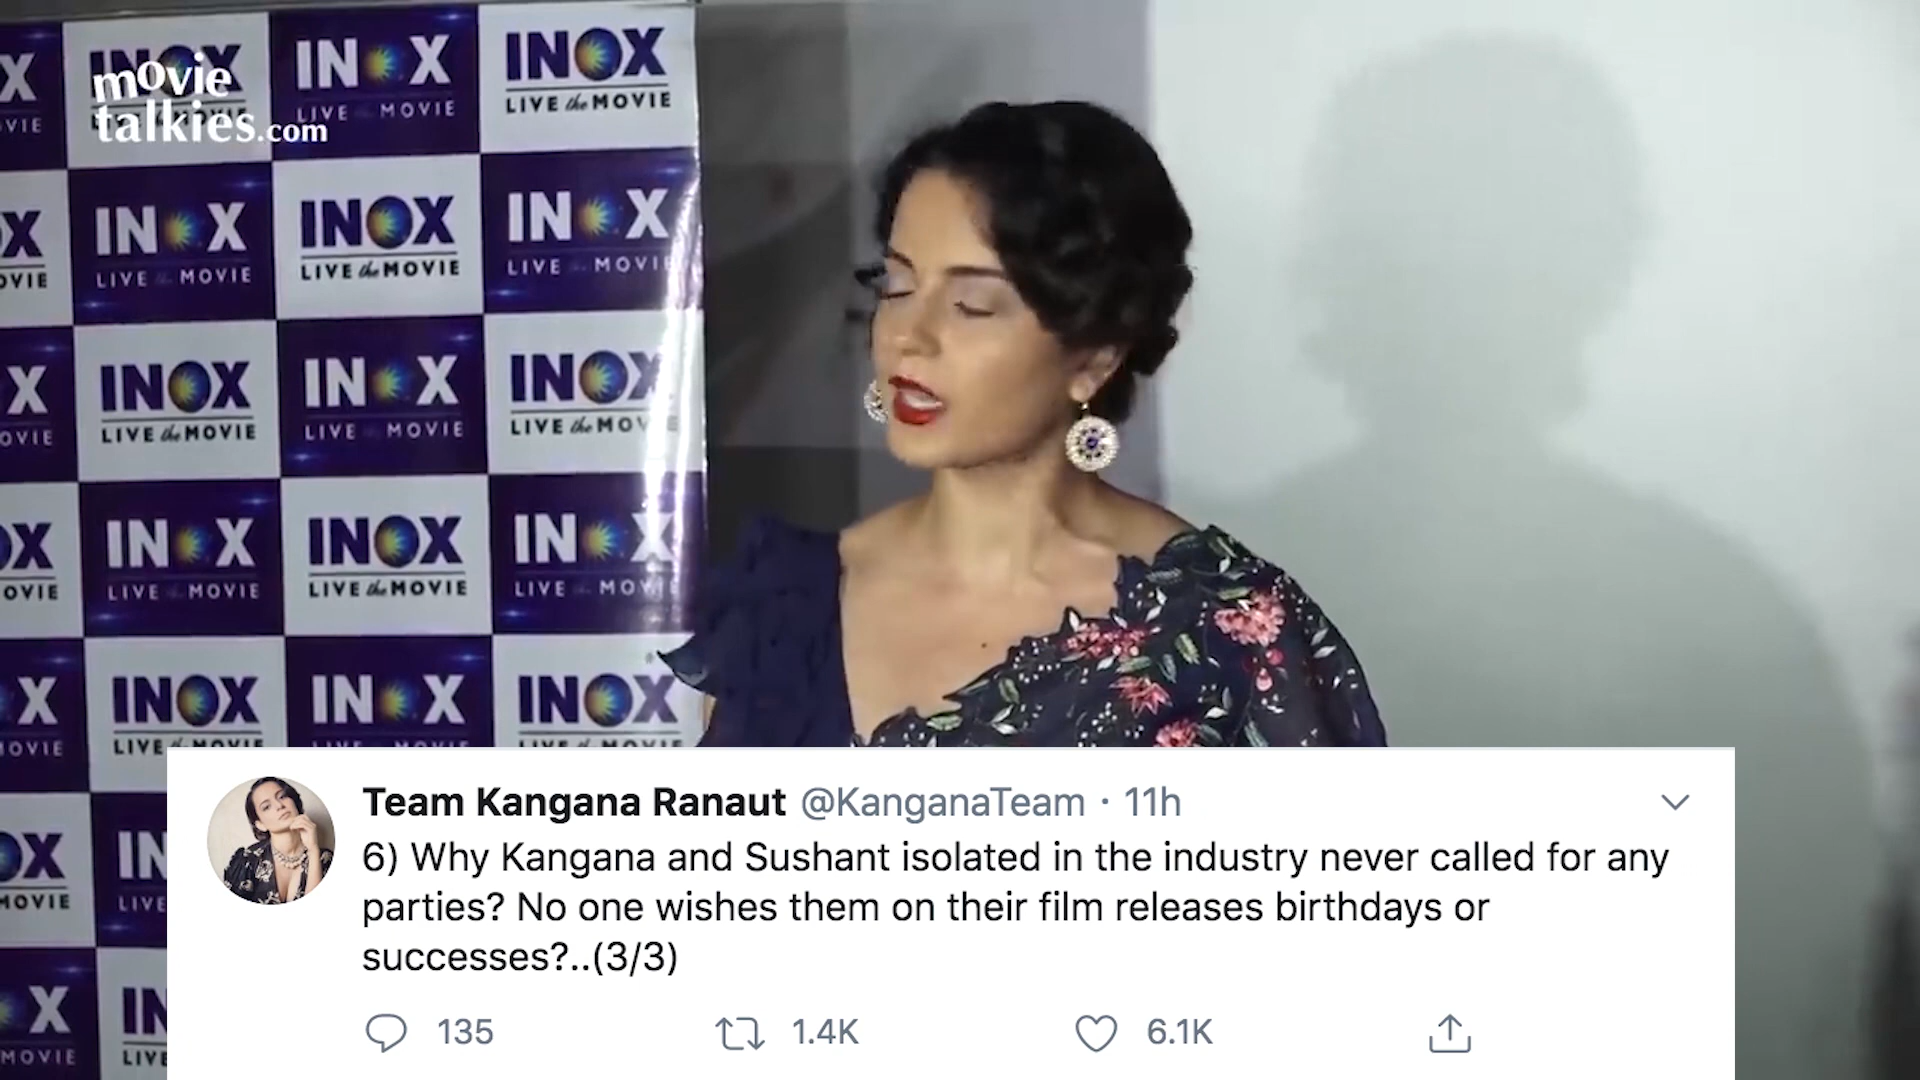 movie
talkies.com
INOX
LIVE the MOVIE
Team Kangana Ranaut @KanganaTeam · 11h
6) Why Kangana and Sushant isolated in the industry never called for any
parties? No one wishes them on their film releases birthdays or
successes?..(3/3)
135 1.4K 6.1K